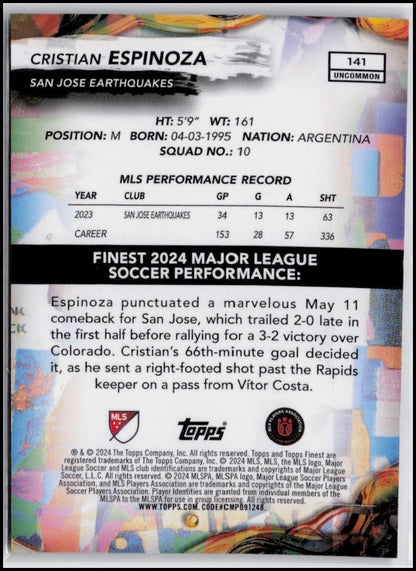 CRISTIAN ESPINOZA
SAN JOSE EARTHQUAKES
141
UNCOMMON
HT: 5'9" WT: 161
POSITION: M BORN: 04-03-1995 NATION: ARGENTINA
SQUAD NO.: 10
MLS PERFORMANCE RECORD
YEAR CLUB GP G A SHT
2023 SAN JOSE EARTHQUAKES 34 13 13 63
CAREER 153 28 57 336
FINEST 2024 MAJOR LEAGUE
SOCCER PERFORMANCE:
Espinoza punctuated a marvelous May 11
comeback for San Jose, which trailed 2-0 late in
the first half before rallying for a 3-2 victory over
Colorado. Cristian's 66th-minute goal decided
it, as he sent a right-footed shot past the Rapids
keeper on a pass from Vítor Costa.
MLS
Topps
MLS PLAYERS ASSOCIATION
® & © 2024 The Topps Company, Inc. All rights reserved. Topps and Topps Finest are
registered trademarks of The Topps Company, Inc. © 2024 MLS, MLS, the MLS logo, Major
League Soccer and MLS club identifications are trademarks and copyrights of Major League
Soccer, L.L.C. All rights reserved. © 2024 MLSPA, MLSPA logo, Major League Soccer Players
Association, and MLS Players Association are trademarks and copyrights of Major League
Soccer Players Association. Player Identities are granted from individual members of the
MLSPA to the MLSPA for use in group licensing. All rights reserved.
WWW.TOPPS.COM CODE#CMP091248